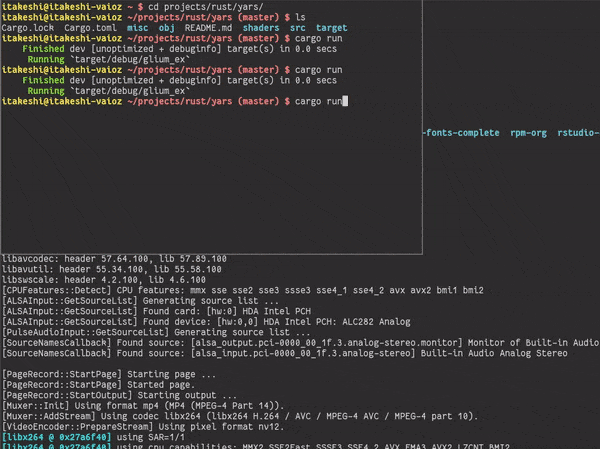 itakeshi@itakeshi-vaioz ~ $ cd projects/rust/yars/
itakeshi@itakeshi-vaioz ~/projects/rust/yars (master) $ ls
Cargo.lock Cargo.toml misc obj README.md shaders src target
itakeshi@itakeshi-vaioz ~/projects/rust/yars (master) $ cargo run
Finished dev [unoptimized + debuginfo] target(s) in 0.0 secs
Running `target/debug/glium_ex`
itakeshi@itakeshi-vaioz ~/projects/rust/yars (master) $ cargo run
Finished dev [unoptimized + debuginfo] target(s) in 0.0 secs
Running `target/debug/glium_ex`
itakeshi@itakeshi-vaioz ~/projects/rust/yars (master) $ cargo run
-fonts-complete rpm-org rstudio-
libavcodec: header 57.64.100, lib 57.89.100
libavutil: header 55.34.100, lib 55.58.100
libswscale: header 4.2.100, lib 4.6.100
[CPUFeatures::Detect] CPU features: mmx sse sse2 sse3 ssse3 sse4_1 sse4_2 avx avx2 bmi1 bmi2
[ALSAInput::GetSourceList] Generating source list ...
[ALSAInput::GetSourceList] Found card: [hw:0] HDA Intel PCH
[ALSAInput::GetSourceList] Found device: [hw:0,0] HDA Intel PCH: ALC282 Analog
[PulseAudioInput::GetSourceList] Generating source list ...
[SourceNamesCallback] Found source: [alsa_output.pci-0000_00_1f.3.analog-stereo.monitor] Monitor of Built-in Audio
[SourceNamesCallback] Found source: [alsa_input.pci-0000_00_1f.3.analog-stereo] Built-in Audio Analog Stereo
[PageRecord::StartPage] Starting page ...
[PageRecord::StartPage] Started page.
[PageRecord::StartOutput] Starting output ...
[Muxer::Init] Using format mp4 (MP4 (MPEG-4 Part 14)).
[Muxer::AddStream] Using codec libx264 (libx264 H.264 / AVC / MPEG-4 AVC / MPEG-4 part 10).
[VideoEncoder::PrepareStream] Using pixel format nv12.
[libx264 @ 0x27a6f40] using SAR=1/1
[libx264 @ 0x27a6f40] using cpu capabilities: MMX2 SSE2Fast SSSE3 SSE4.2 AVX FMA3 AVX2 LZCNT BMI2